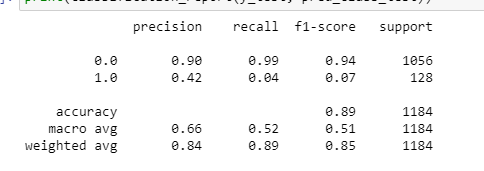 precision recall f1-score support
0.0 0.90 0.99 0.94 1056
1.0 0.42 0.04 0.07 128
accuracy 0.89 1184
macro avg 0.66 0.52 0.51 1184
weighted avg 0.84 0.89 0.85 1184